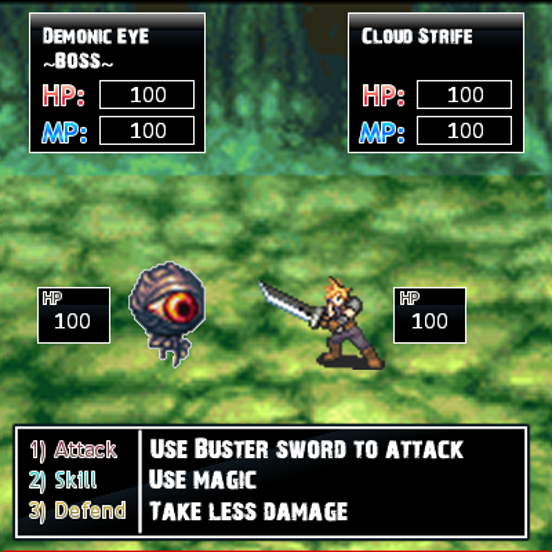 Demonic Eye
~BOSS~
HP: 100
MP: 100
Cloud Strife
HP: 100
MP: 100
HP
100
HP
100
1) Attack
Use Buster sword to attack
2) Skill
Use magic
3) Defend
Take less damage